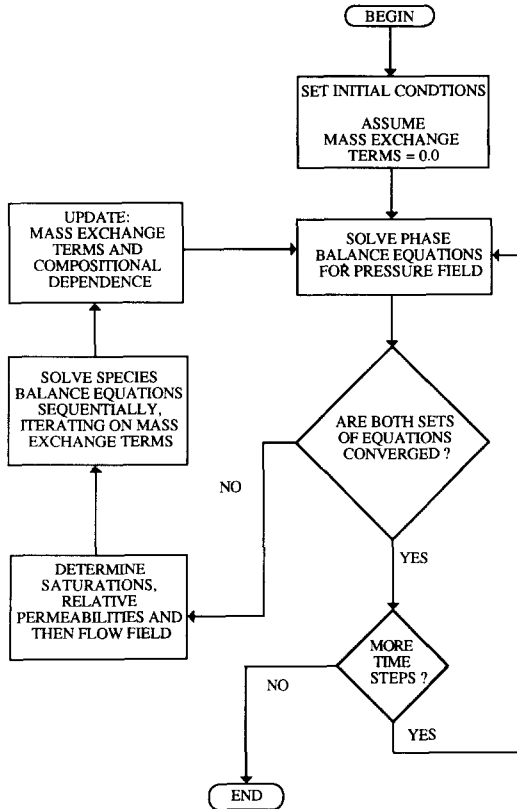 BEGIN
SET INITIAL CONDTIONS
ASSUME
MASS EXCHANGE
TERMS = 0.0
UPDATE:
MASS EXCHANGE
TERMS AND
COMPOSITIONAL
DEPENDENCE
SOLVE PHASE
BALANCE EQUATIONS
FOR PRESSURE FIELD
SOLVE SPECIES
BALANCE EQUATIONS
SEQUENTIALLY,
ITERATING ON MASS
EXCHANGE TERMS
ARE BOTH SETS
OF EQUATIONS
CONVERGED ?
NO
YES
DETERMINE
SATURATIONS,
RELATIVE
PERMEABILITIES AND
THEN FLOW FIELD
MORE
TIME
STEPS ?
NO
YES
END